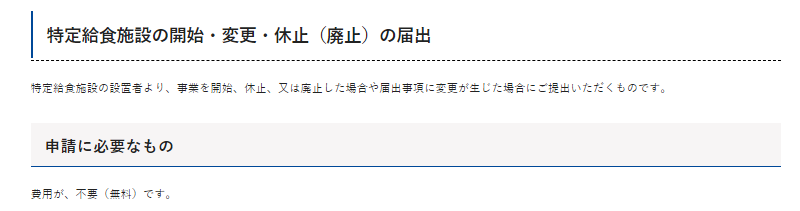 特定給食施設の開始・変更・休止（廃止）の届出
特定給食施設の設置者より、事業を開始、休止、又は廃止した場合や届出事項に変更が生じた場合にご提出いただくものです。
申請に必要なもの
費用が、不要（無料）です。